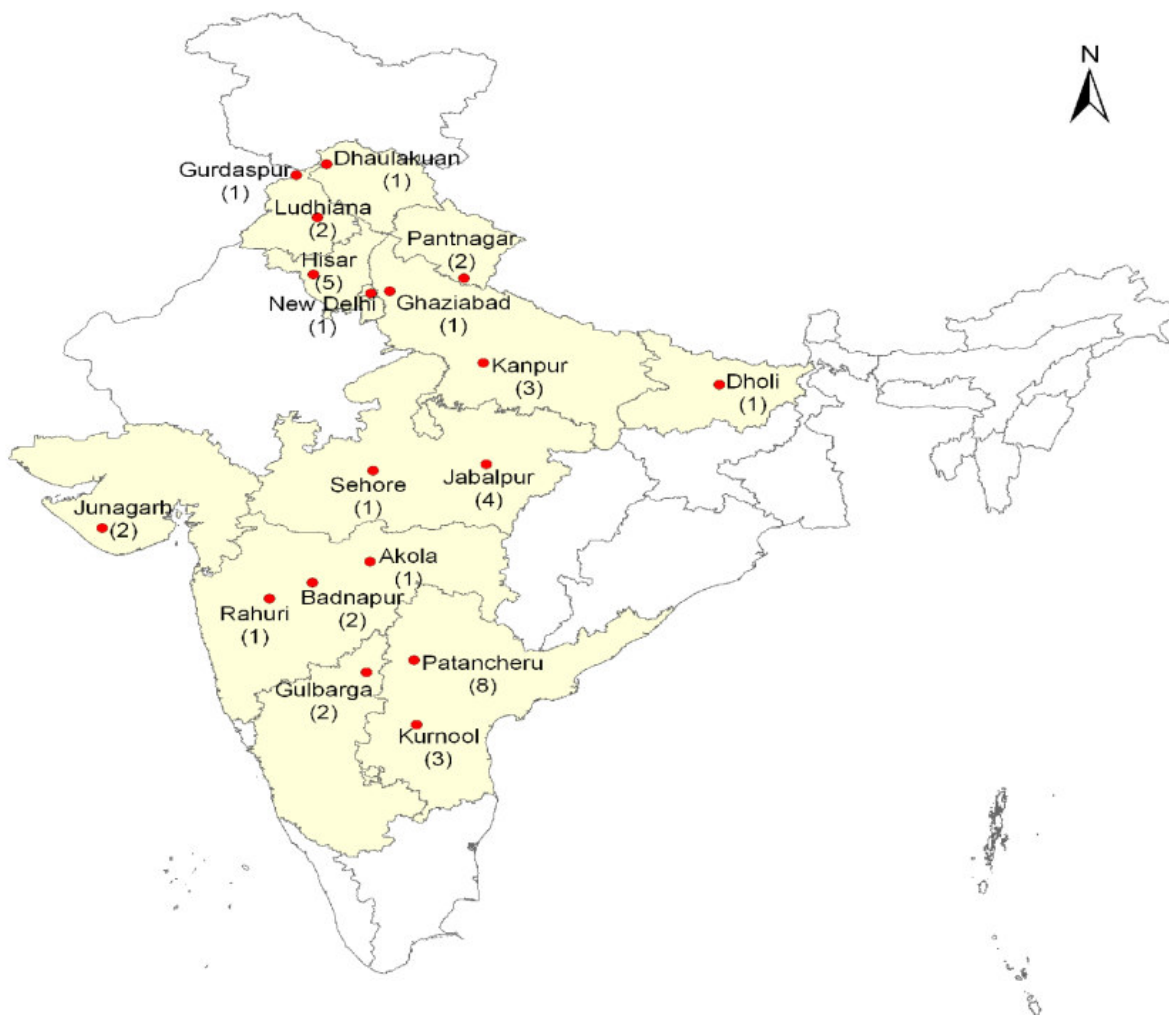 N
Dhaulakuan
(1)
Gurdaspur
(1)
Ludhiana
(2)
Pantnagar
(2)
Hisar
(5)
New Delhi
(1)
Ghaziabad
(1)
Kanpur
(3)
Dholi
(1)
Sehore
(1)
Jabalpur
(4)
Junagarh
(2)
Akola
(1)
Badnapur
(2)
Rahuri
(1)
Patancheru
(8)
Gulbarga
(2)
Kurnool
(3)